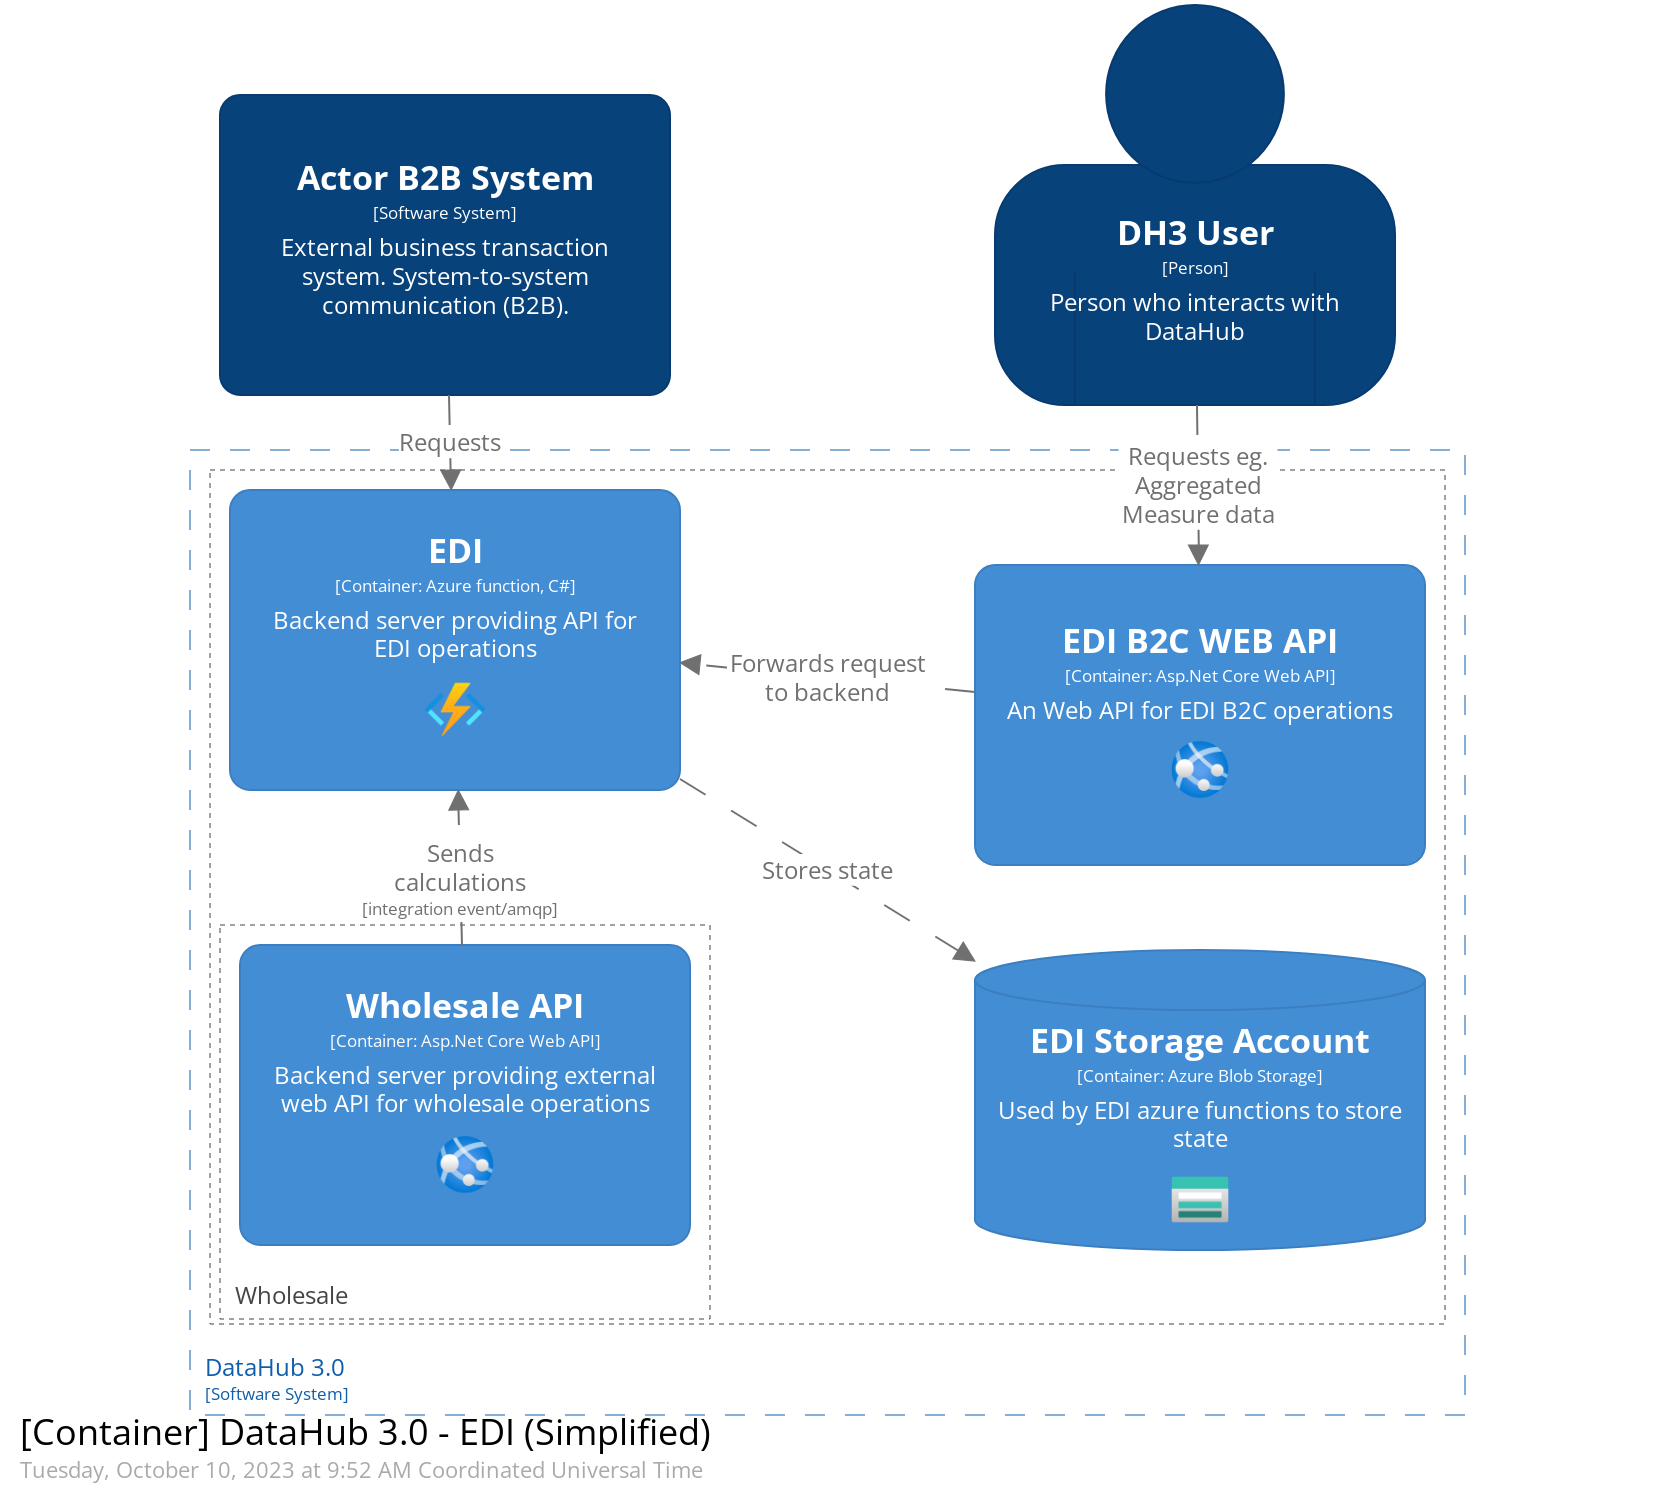 Actor B2B System
[Software System]
External business transaction
system. System-to-system
communication (B2B).
DH3 User
[Person]
Person who interacts with
DataHub
Requests
Requests eg.
Aggregated
Measure data
EDI
[Container: Azure function, C#]
Backend server providing API for
EDI operations
Forwards request
to backend
EDI B2C WEB API
[Container: Asp.Net Core Web API]
An Web API for EDI B2C operations
Sends
calculations
[integration event/amqp]
Stores state
Wholesale API
[Container: Asp.Net Core Web API]
Backend server providing external
web API for wholesale operations
EDI Storage Account
[Container: Azure Blob Storage]
Used by EDI azure functions to store
state
Wholesale
DataHub 3.0
[Software System]
[Container] DataHub 3.0 - EDI (Simplified)
Tuesday, October 10, 2023 at 9:52 AM Coordinated Universal Time